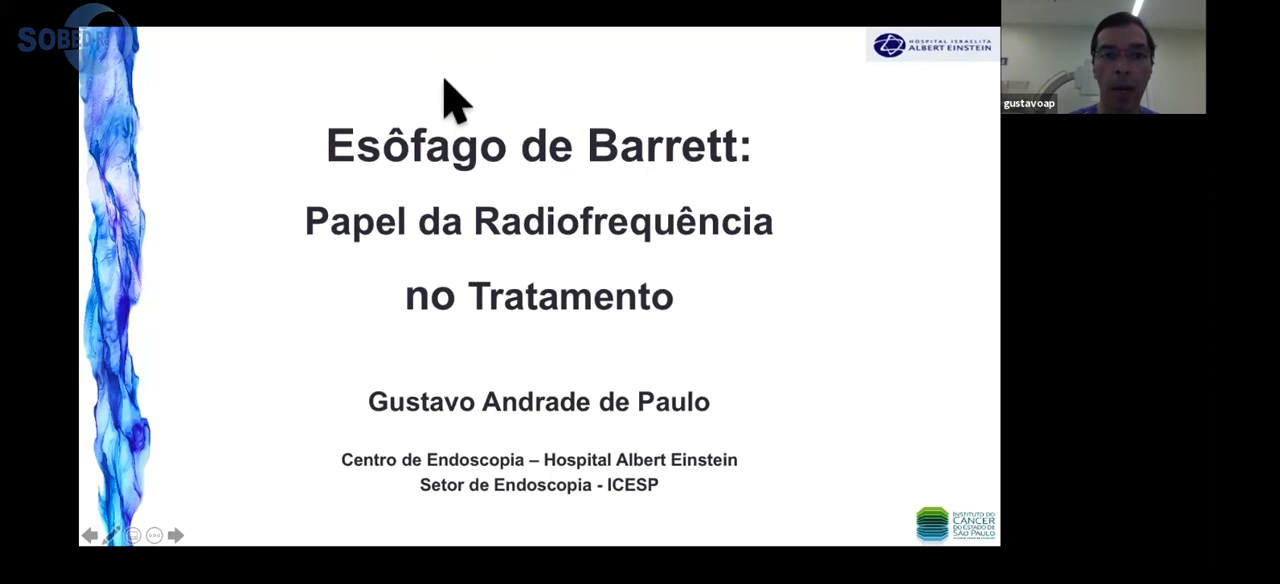 SOBED
HOSPITAL ISRAELITA
ALBERT EINSTEIN
gustavoap
Esôfago de Barrett:
Papel da Radiofrequência
no Tratamento
Gustavo Andrade de Paulo
Centro de Endoscopia – Hospital Albert Einstein
Setor de Endoscopia - ICESP
INSTITUTO DO
CÂNCER
DO ESTADO DE
SÃO PAULO